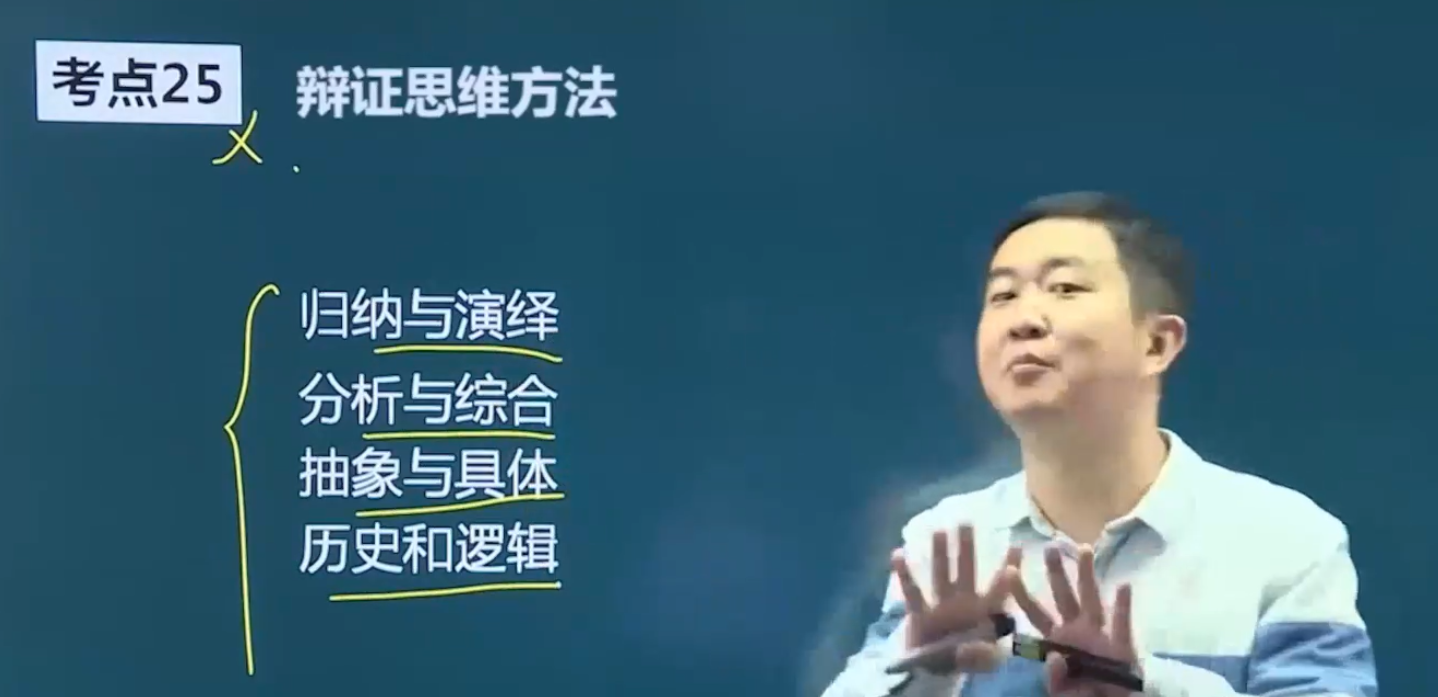 考点25
辩证思维方法
归纳与演绎
分析与综合
抽象与具体
历史和逻辑